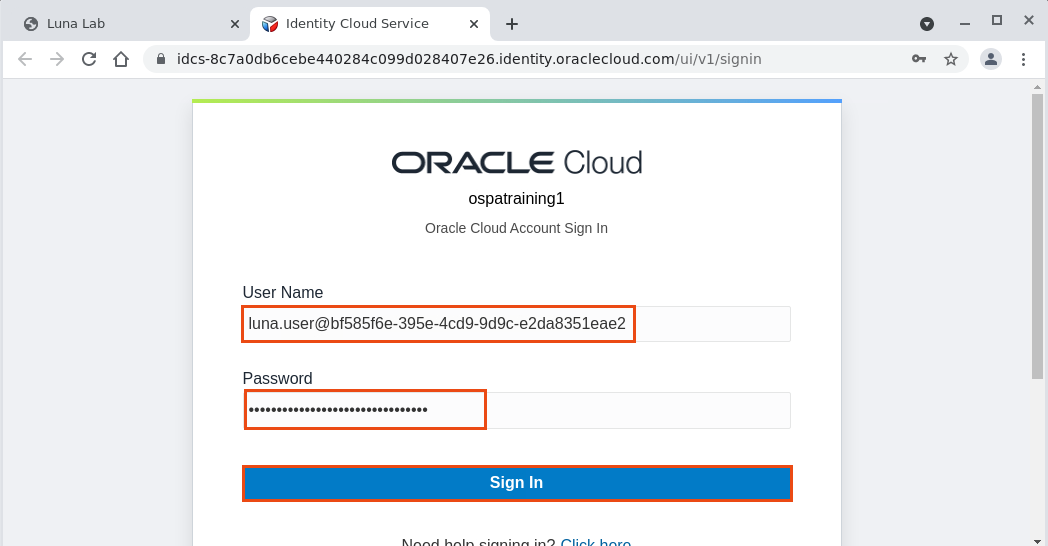 Luna Lab
Identity Cloud Service
idcs-8c7a0db6cebe440284c099d028407e26.identity.oraclecloud.com/ui/v1/signin
ORACLE Cloud
ospatraining1
Oracle Cloud Account Sign In
User Name
luna.user@bf585f6e-395e-4cd9-9d9c-e2da8351eae2
Password
••••••••••••••••••••••••••••••••
Sign In
Need help signing in? Click here